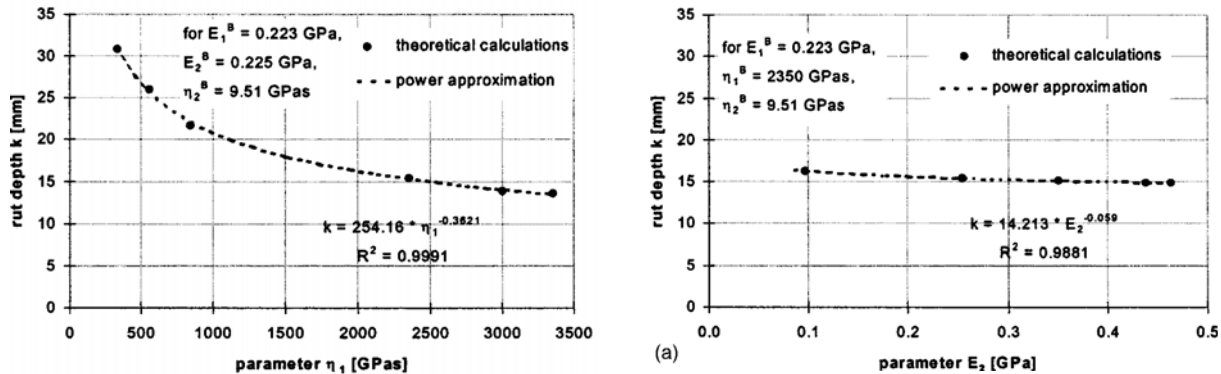 for E₁ᴮ = 0.223 GPa,
E₂ᴮ = 0.225 GPa,
η₂ᴮ = 9.51 GPas
theoretical calculations
power approximation
k = 254.16 * η₁⁻⁰·³⁶²¹
R² = 0.9991
35
30
25
20
15
10
5
0
rut depth k [mm]
0 500 1000 1500 2000 2500 3000 3500
parameter η₁ [GPas]
(a)
for E₁ᴮ = 0.223 GPa,
η₁ᴮ = 2350 GPas,
η₂ᴮ = 9.51 GPas
theoretical calculations
power approximation
k = 14.213 * E₂⁻⁰·⁰⁵⁹
R² = 0.9881
35
30
25
20
15
10
5
0
rut depth k [mm]
0.0 0.1 0.2 0.3 0.4 0.5
parameter E₂ [GPa]